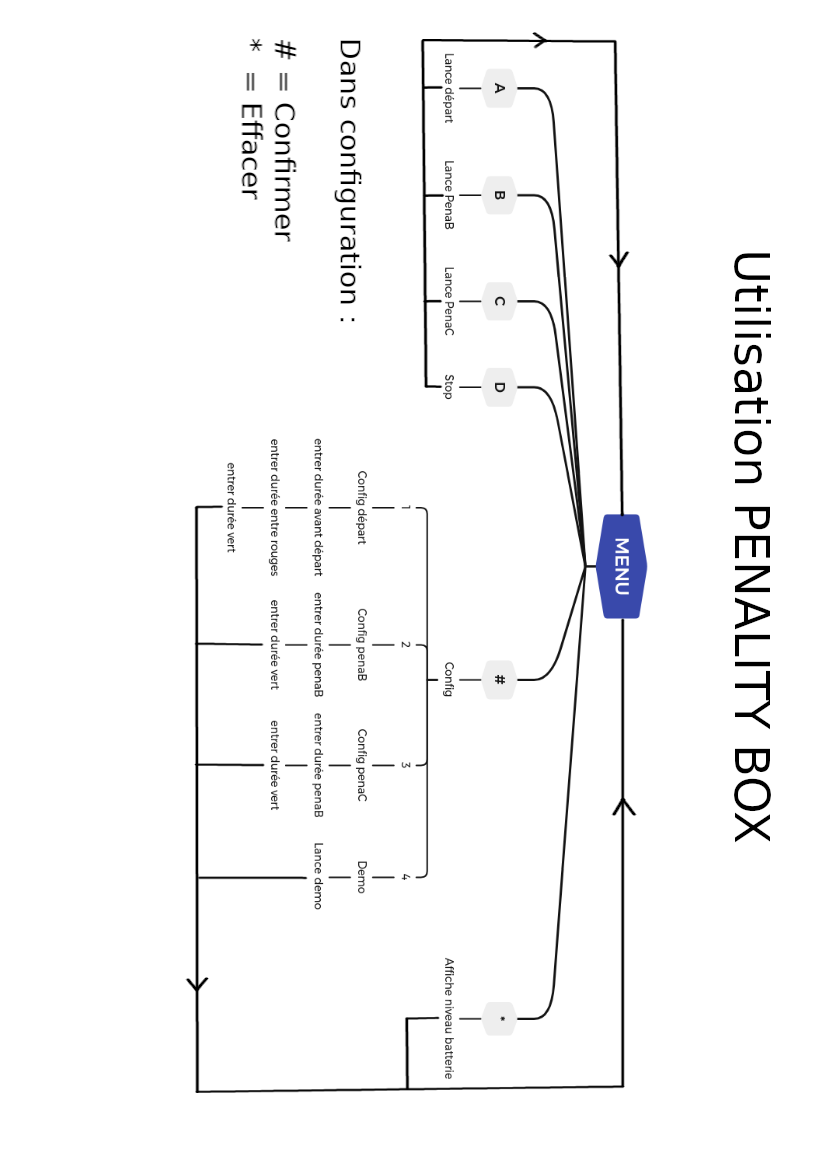 Utilisation PENALITY BOX
MENU
A
B
C
D
#
*
Lance départ
Lance PenaB
Lance PenaC
Stop
Config
Affiche niveau batterie
1
2
3
4
Config départ
Config penaB
Config penaC
Demo
entrer durée avant départ
entrer durée penaB
entrer durée penaB
Lance demo
entrer durée entre rouges
entrer durée vert
entrer durée vert
entrer durée vert
Dans configuration :
# = Confirmer
* = Effacer